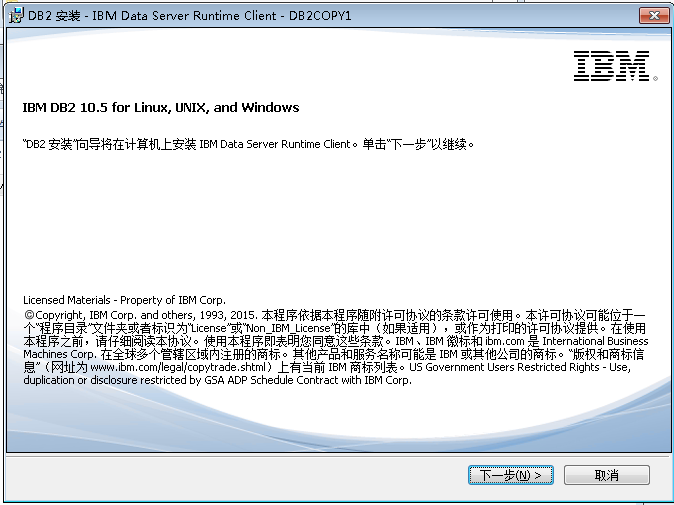 DB2 安装 - IBM Data Server Runtime Client - DB2COPY1
IBM
IBM DB2 10.5 for Linux, UNIX, and Windows
“DB2 安装”向导将在计算机上安装 IBM Data Server Runtime Client。单击“下一步”以继续。
Licensed Materials - Property of IBM Corp.
©Copyright, IBM Corp. and others, 1993, 2015. 本程序依据本程序随附许可协议的条款许可使用。本许可协议可能位于一
个“程序目录”文件夹或者标识为“License”或“Non_IBM_License”的库中（如果适用），或作为打印的许可协议提供。在使用
本程序之前，请仔细阅读本协议。使用本程序即表明您同意这些条款。IBM、IBM 徽标和 ibm.com 是 International Business
Machines Corp. 在全球多个管辖区域内注册的商标。其他产品和服务名称可能是 IBM 或其他公司的商标。“版权和商标信
息”（网址为 www.ibm.com/legal/copytrade.shtml）上有当前 IBM 商标列表。US Government Users Restricted Rights - Use,
duplication or disclosure restricted by GSA ADP Schedule Contract with IBM Corp.
下一步(N) >
取消